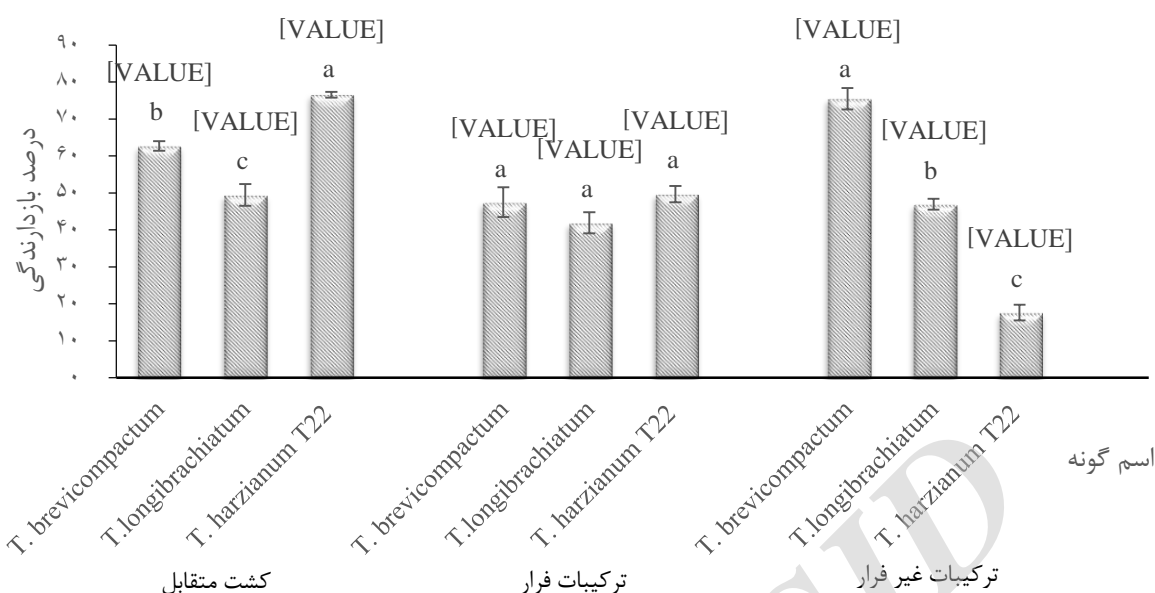 درصد بازدارندگی
۹۰
۸۰
۷۰
۶۰
۵۰
۴۰
۳۰
۲۰
۱۰
۰
[VALUE]
b
[VALUE]
c
[VALUE]
a
[VALUE]
a
[VALUE]
a
[VALUE]
a
[VALUE]
a
[VALUE]
b
[VALUE]
c
T. brevicompactum
T.longibrachiatum
T. harzianum T22
T. brevicompactum
T.longibrachiatum
T. harzianum T22
T. brevicompactum
T.longibrachiatum
T. harzianum T22
اسم گونه
کشت متقابل
ترکیبات فرار
ترکیبات غیر فرار